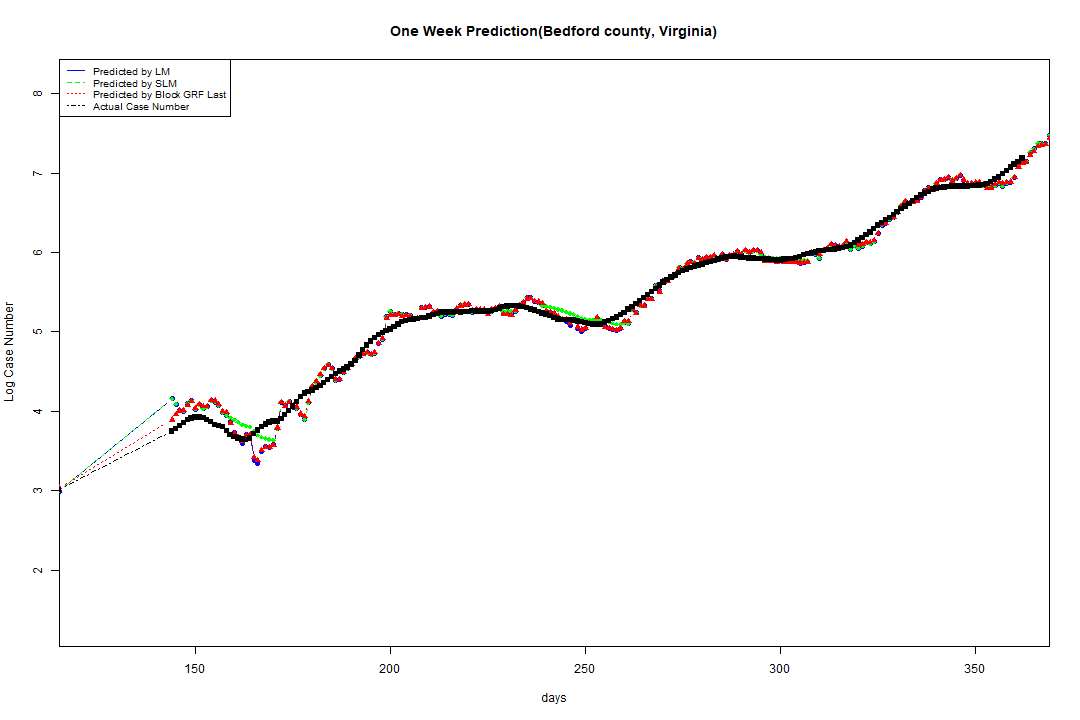 One Week Prediction(Bedford county, Virginia)
Predicted by LM
Predicted by SLM
Predicted by Block GRF Last
Actual Case Number
8
7
6
5
4
3
2
Log Case Number
150 200 250 300 350
days